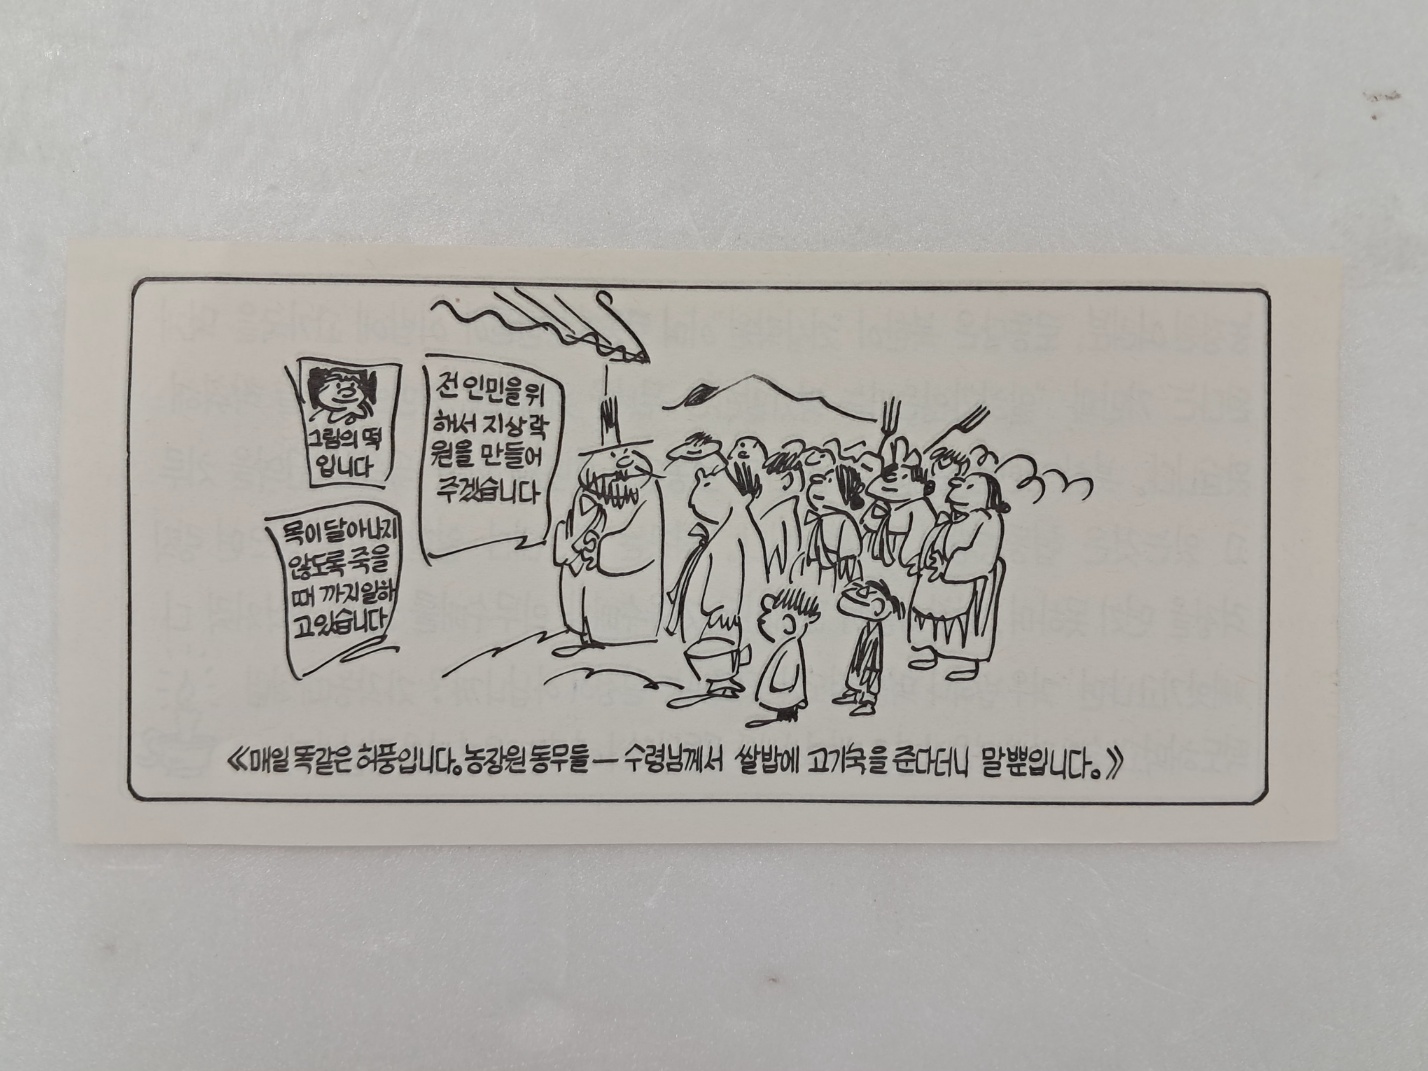 그림의 떡
입니다
전 인민을 위
해서 지상 락
원을 만들어
주겠습니다
목이 달아나지
않도록 죽을
때 까지 일하
고 있습니다
≪매일 똑같은 허풍입니다。농장원 동무들 — 수령님께서 쌀밥에 고기국을 준다더니 말뿐입니다。≫